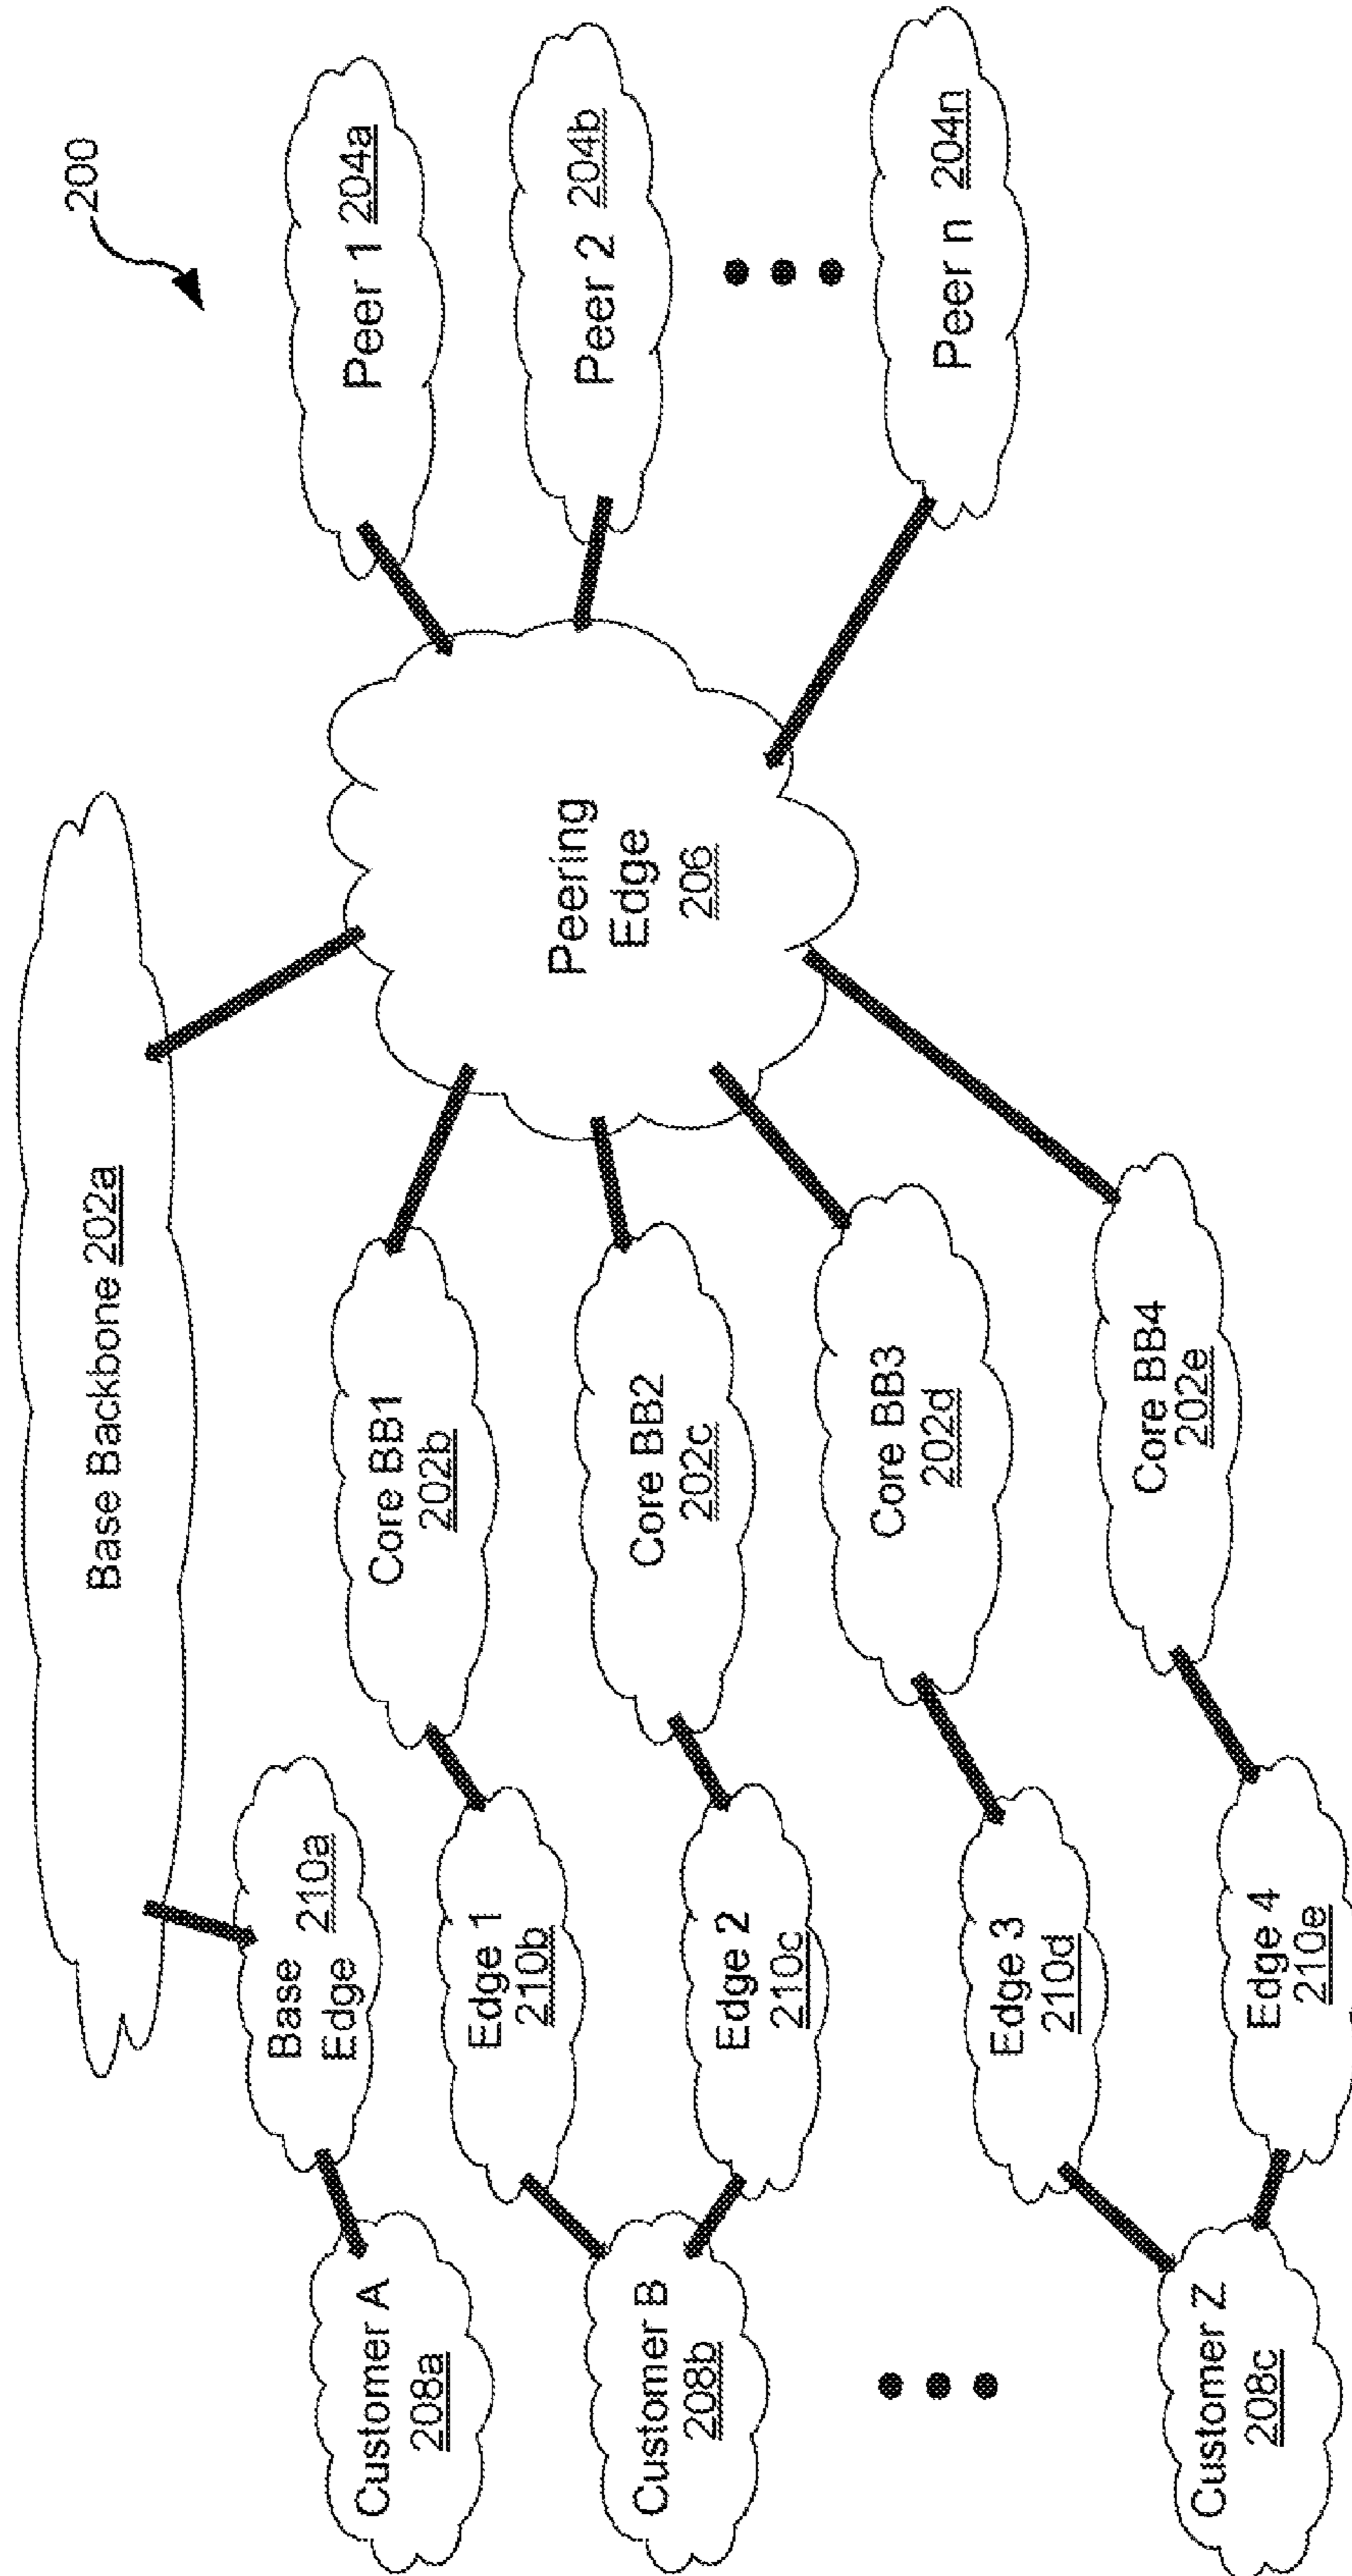 200
Base Backbone 202a
Peer 1 204a
Peer 2 204b
Peer n 204n
Peering
Edge
206
Core BB1
202b
Core BB2
202c
Core BB3
202d
Core BB4
202e
Base
Edge 210a
Edge 1
210b
Edge 2
210c
Edge 3
210d
Edge 4
210e
Customer A
208a
Customer B
208b
Customer Z
208c